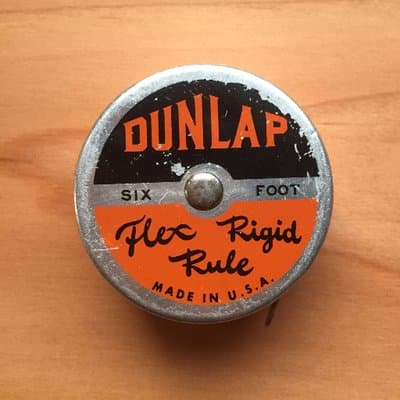 DUNLAP
SIX FOOT
Flex Rigid
Rule
MADE IN U.S.A.